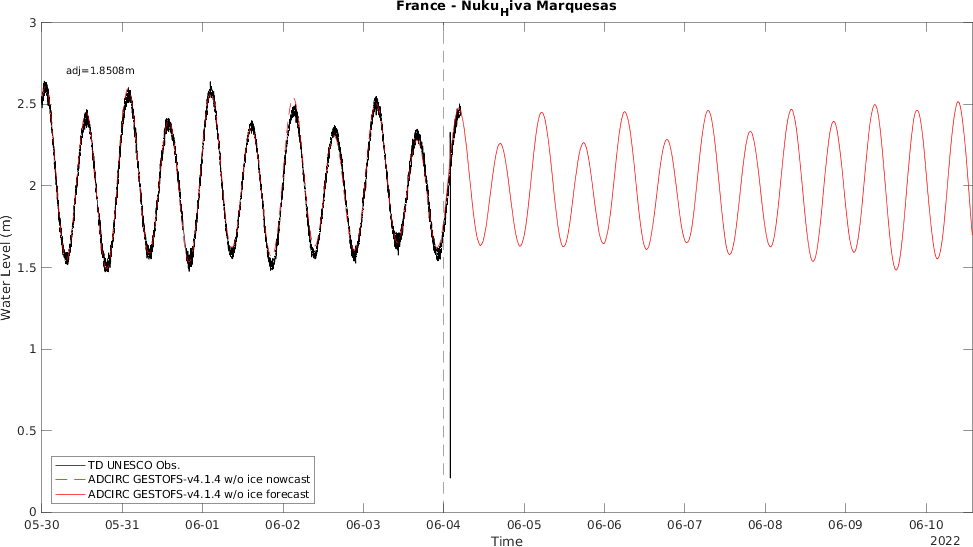 France - Nuku_Hiva Marquesas
3
adj=1.8508m
2.5
2
Water Level (m)
1.5
1
0.5
TD UNESCO Obs.
ADCIRC GESTOFS-v4.1.4 w/o ice nowcast
ADCIRC GESTOFS-v4.1.4 w/o ice forecast
0
05-30 05-31 06-01 06-02 06-03 06-04 06-05 06-06 06-07 06-08 06-09 06-10
Time
2022